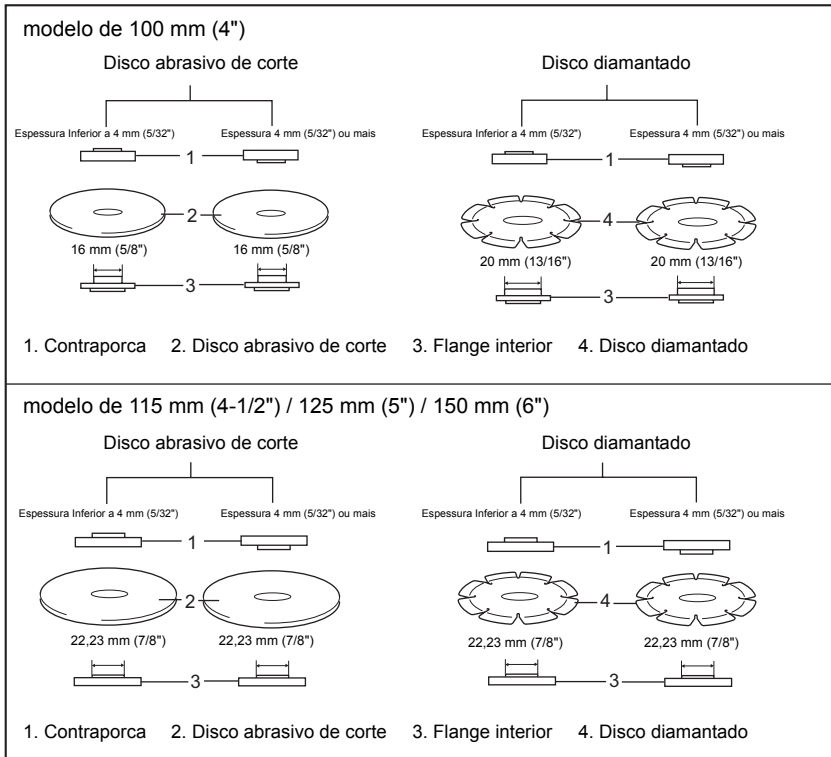 modelo de 100 mm (4")
Disco abrasivo de corte
Disco diamantado
Espessura Inferior a 4 mm (5/32")
Espessura 4 mm (5/32") ou mais
Espessura Inferior a 4 mm (5/32")
Espessura 4 mm (5/32") ou mais
1
1
2
4
16 mm (5/8")
16 mm (5/8")
20 mm (13/16")
20 mm (13/16")
3
3
1. Contraporca 2. Disco abrasivo de corte 3. Flange interior 4. Disco diamantado
modelo de 115 mm (4-1/2") / 125 mm (5") / 150 mm (6")
Disco abrasivo de corte
Disco diamantado
Espessura Inferior a 4 mm (5/32")
Espessura 4 mm (5/32") ou mais
Espessura Inferior a 4 mm (5/32")
Espessura 4 mm (5/32") ou mais
1
1
2
4
22,23 mm (7/8")
22,23 mm (7/8")
22,23 mm (7/8")
22,23 mm (7/8")
3
3
1. Contraporca 2. Disco abrasivo de corte 3. Flange interior 4. Disco diamantado